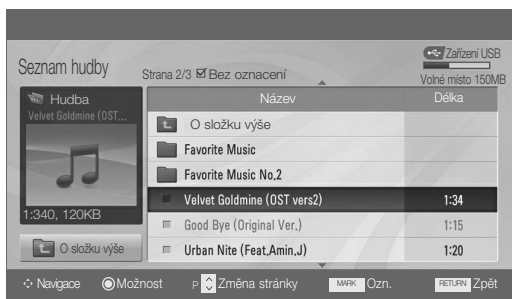 Zařízení USB
Seznam hudby
Strana 2/3 Bez oznacení
Volné místo 150MB
Hudba
Název Délka
Velvet Goldmine (OST...
O složku výše
Favorite Music
Favorite Music No.2
Velvet Goldmine (OST vers2) 1:34
1:340, 120KB
Good Bye (Original Ver.) 1:15
O složku výše
Urban Nite (Feat.Amin.J) 1:20
Navigace Možnost P Změna stránky MARK Ozn. RETURN Zpět